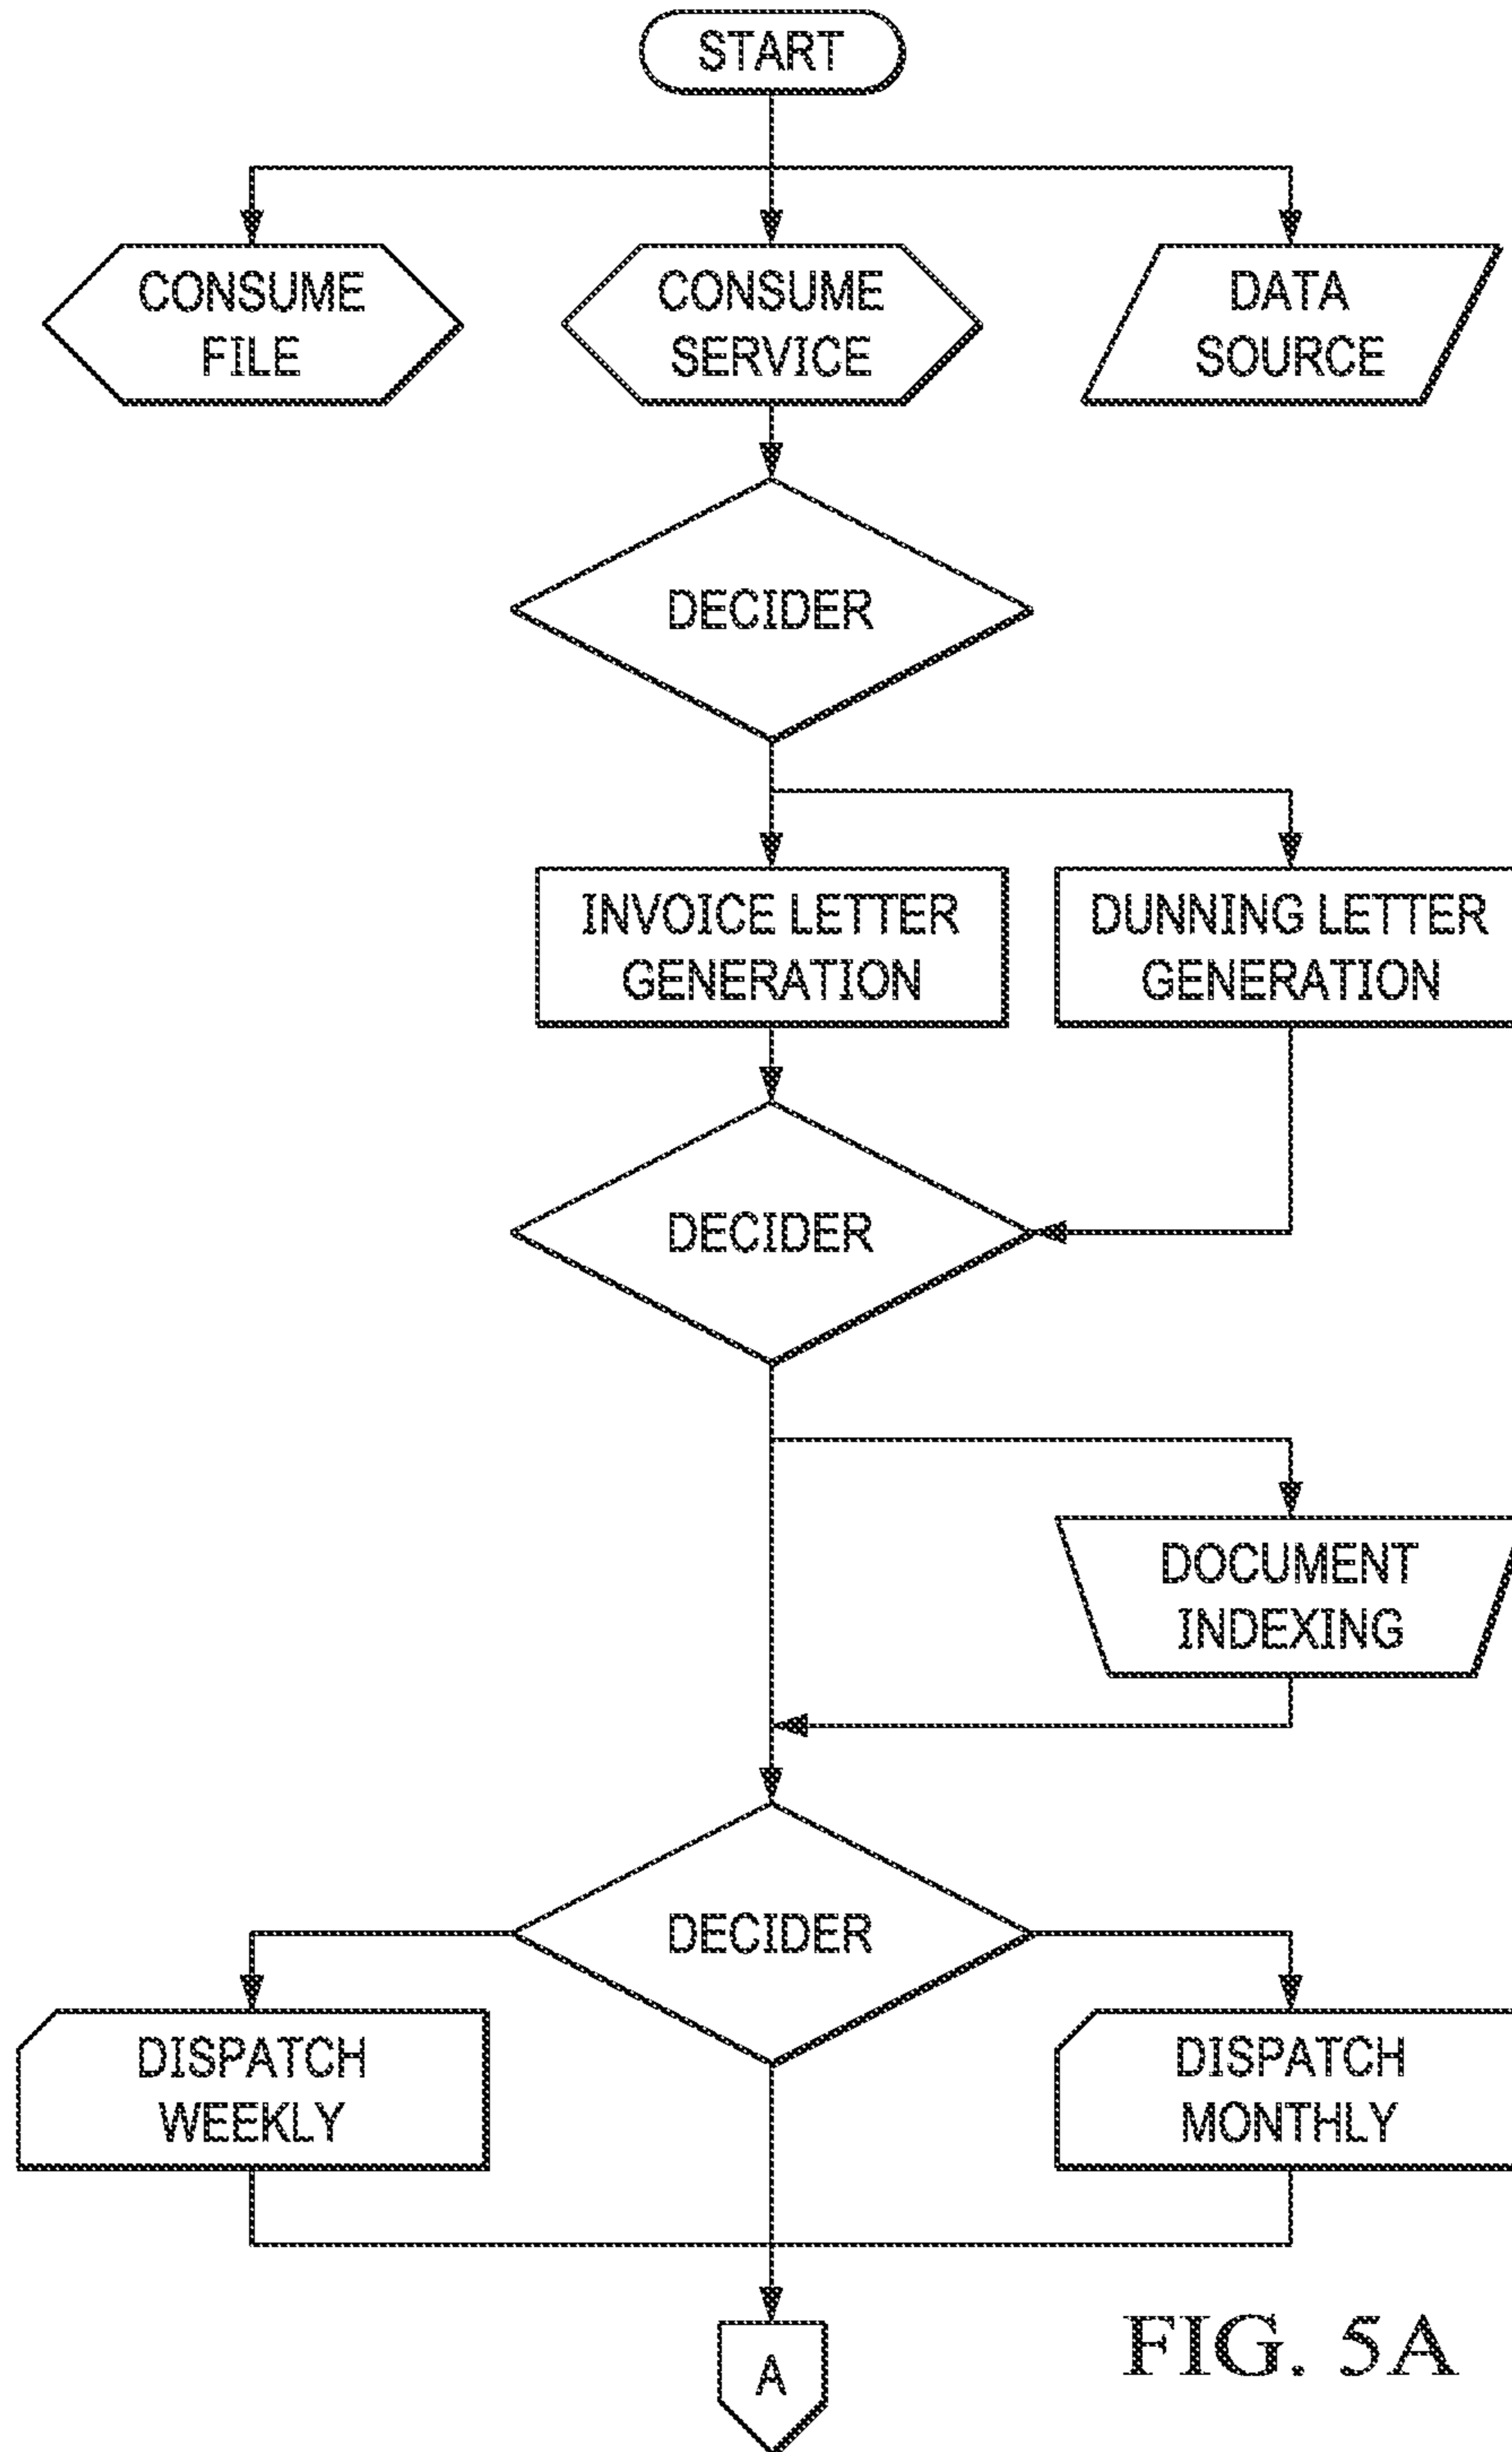 START
CONSUME
FILE
CONSUME
SERVICE
DATA
SOURCE
DECIDER
INVOICE LETTER
GENERATION
DUNNING LETTER
GENERATION
DECIDER
DOCUMENT
INDEXING
DECIDER
DISPATCH
WEEKLY
DISPATCH
MONTHLY
A
FIG. 5A